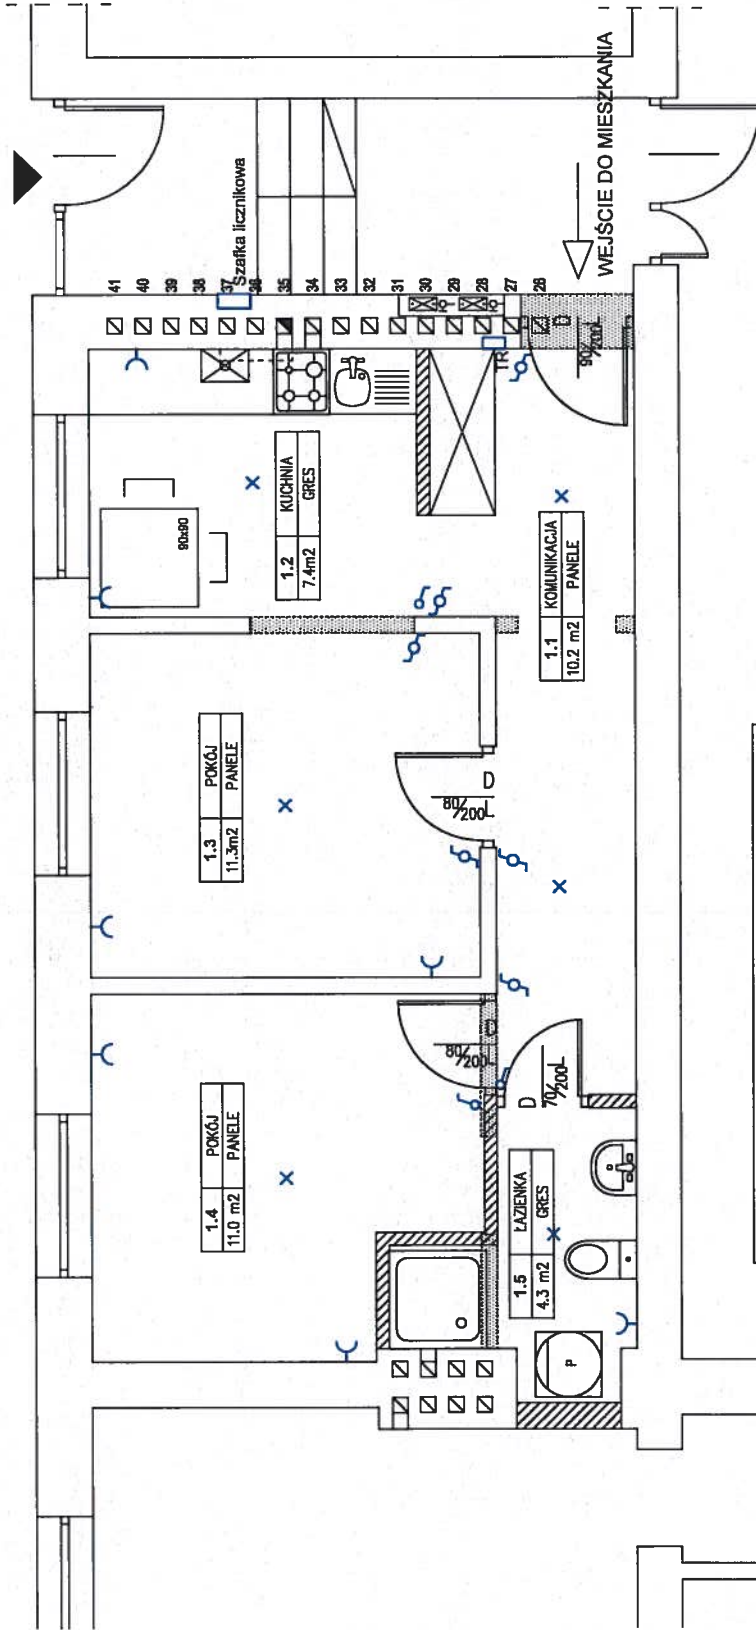 WEJŚCIE DO MIESZKANIA
Szafka licznikowa
41
40
39
38
37
36
35
34
33
32
31
30
29
28
27
26
TR
D
90/200
90x90
1.2 KUCHNIA
7.4m2 GRES
1.1 KOMUNIKACJA
10.2 m2 PANELE
1.3 POKÓJ
11.3m2 PANELE
D
80/200L
1.4 POKÓJ
11.0 m2 PANELE
80/200L
D
70/200L
1.5 ŁAZIENKA
4.3 m2 GRES
P